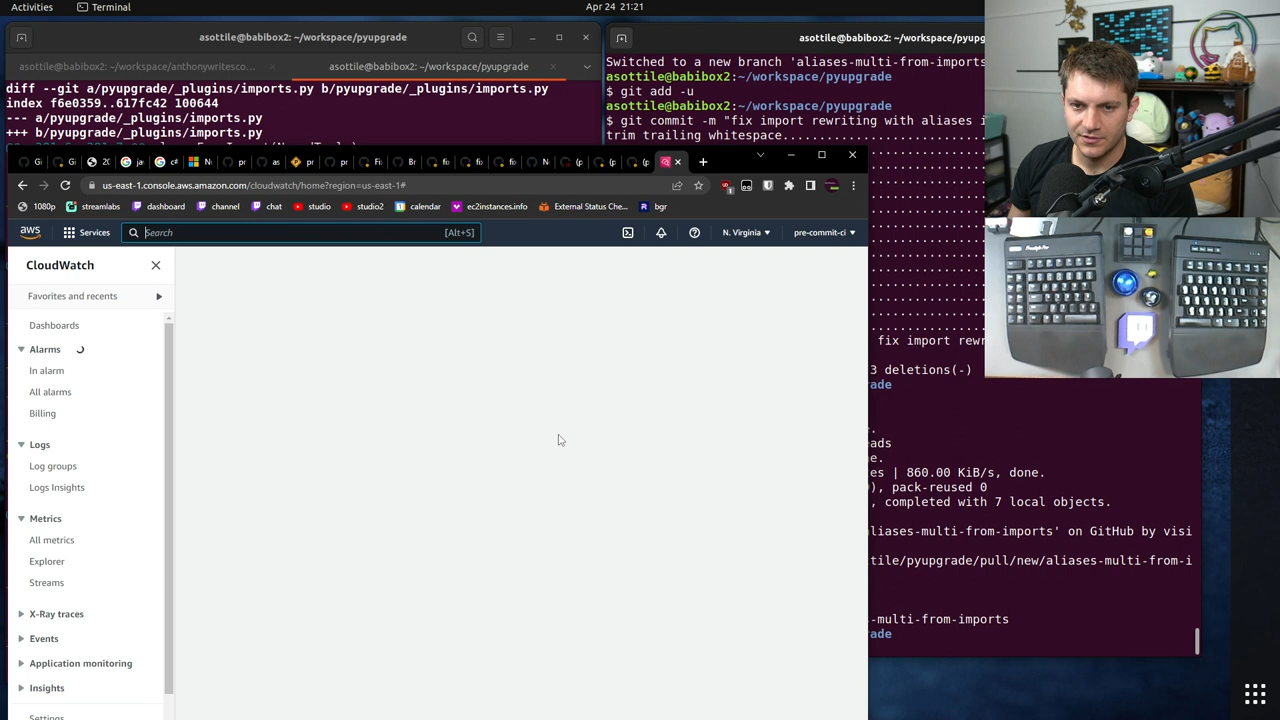 Activities
Terminal
Apr 24 21:21
asottile@babibox2: ~/workspace/pyupgrade
asottile@babibox2: ~/workspace/anthonywritesco...
asottile@babibox2: ~/workspace/pyupgrade
diff --git a/pyupgrade/_plugins/imports.py b/pyupgrade/_plugins/imports.py
index f6e0359..617fc42 100644
--- a/pyupgrade/_plugins/imports.py
+++ b/pyupgrade/_plugins/imports.py
asottile@babibox2: ~/workspace/pyupg
Switched to a new branch 'aliases-multi-from-imports
asottile@babibox2:~/workspace/pyupgrade
$ git add -u
asottile@babibox2:~/workspace/pyupgrade
$ git commit -m "fix import rewriting with aliases i
trim trailing whitespace.........................
us-east-1.console.aws.amazon.com/cloudwatch/home?region=us-east-1#
1080p
streamlabs
dashboard
channel
chat
studio
studio2
calendar
ec2instances.info
External Status Che...
bgr
aws
Services
Search
[Alt+S]
N. Virginia
pre-commit-ci
CloudWatch
Favorites and recents
Dashboards
Alarms
In alarm
All alarms
Billing
Logs
Log groups
Logs Insights
Metrics
All metrics
Explorer
Streams
X-Ray traces
Events
Application monitoring
Insights
Settings
fix import rew
3 deletions(-)
ade
.
eads
e.
es | 860.00 KiB/s, done.
), pack-reused 0
, completed with 7 local objects.
aliases-multi-from-imports' on GitHub by visi
tile/pyupgrade/pull/new/aliases-multi-from-i
-multi-from-imports
ade